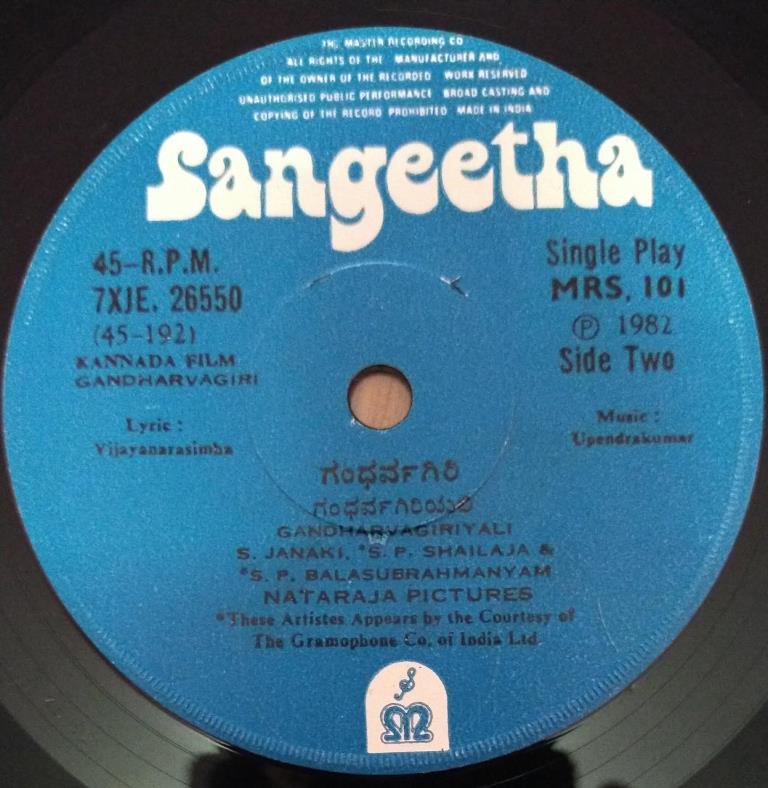 THE MASTER RECORDING CO
ALL RIGHTS OF THE MANUFACTURER AND
OF THE OWNER OF THE RECORDED WORK RESERVED
UNAUTHORISED PUBLIC PERFORMANCE BROAD CASTING AND
COPYING OF THE RECORD PROHIBITED MADE IN INDIA
Sangeetha
45-R.P.M.
7XJE. 26550
(45-192)
KANNADA FILM
GANDHARVAGIRI
Single Play
MRS. 101
℗ 1982
Side Two
Lyric :
Vijayanarasimha
Music :
Upendrakumar
ಗಂಧರ್ವಗಿರಿ
ಗಂಧರ್ವಗಿರಿಯಲಿ
GANDHARVAGIRIYALI
S. JANAKI, *S. P. SHAILAJA &
*S. P. BALASUBRAHMANYAM
NATARAJA PICTURES
*These Artistes Appears by the Courtesy of
The Gramophone Co. of India Ltd